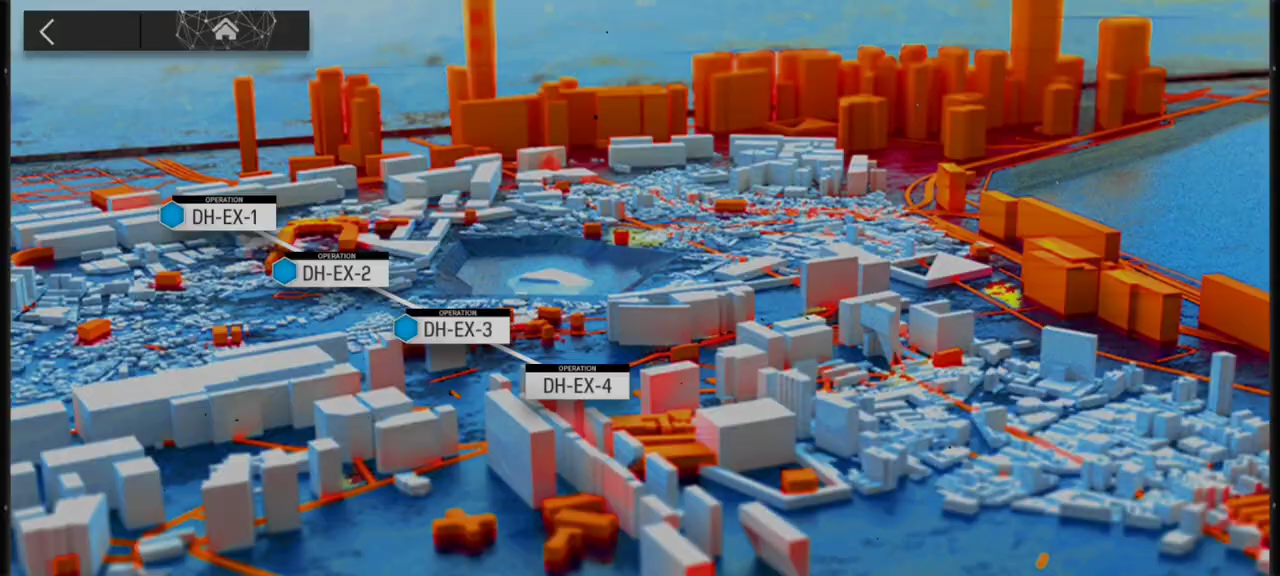 OPERATION
DH-EX-1
OPERATION
DH-EX-2
OPERATION
DH-EX-3
OPERATION
DH-EX-4